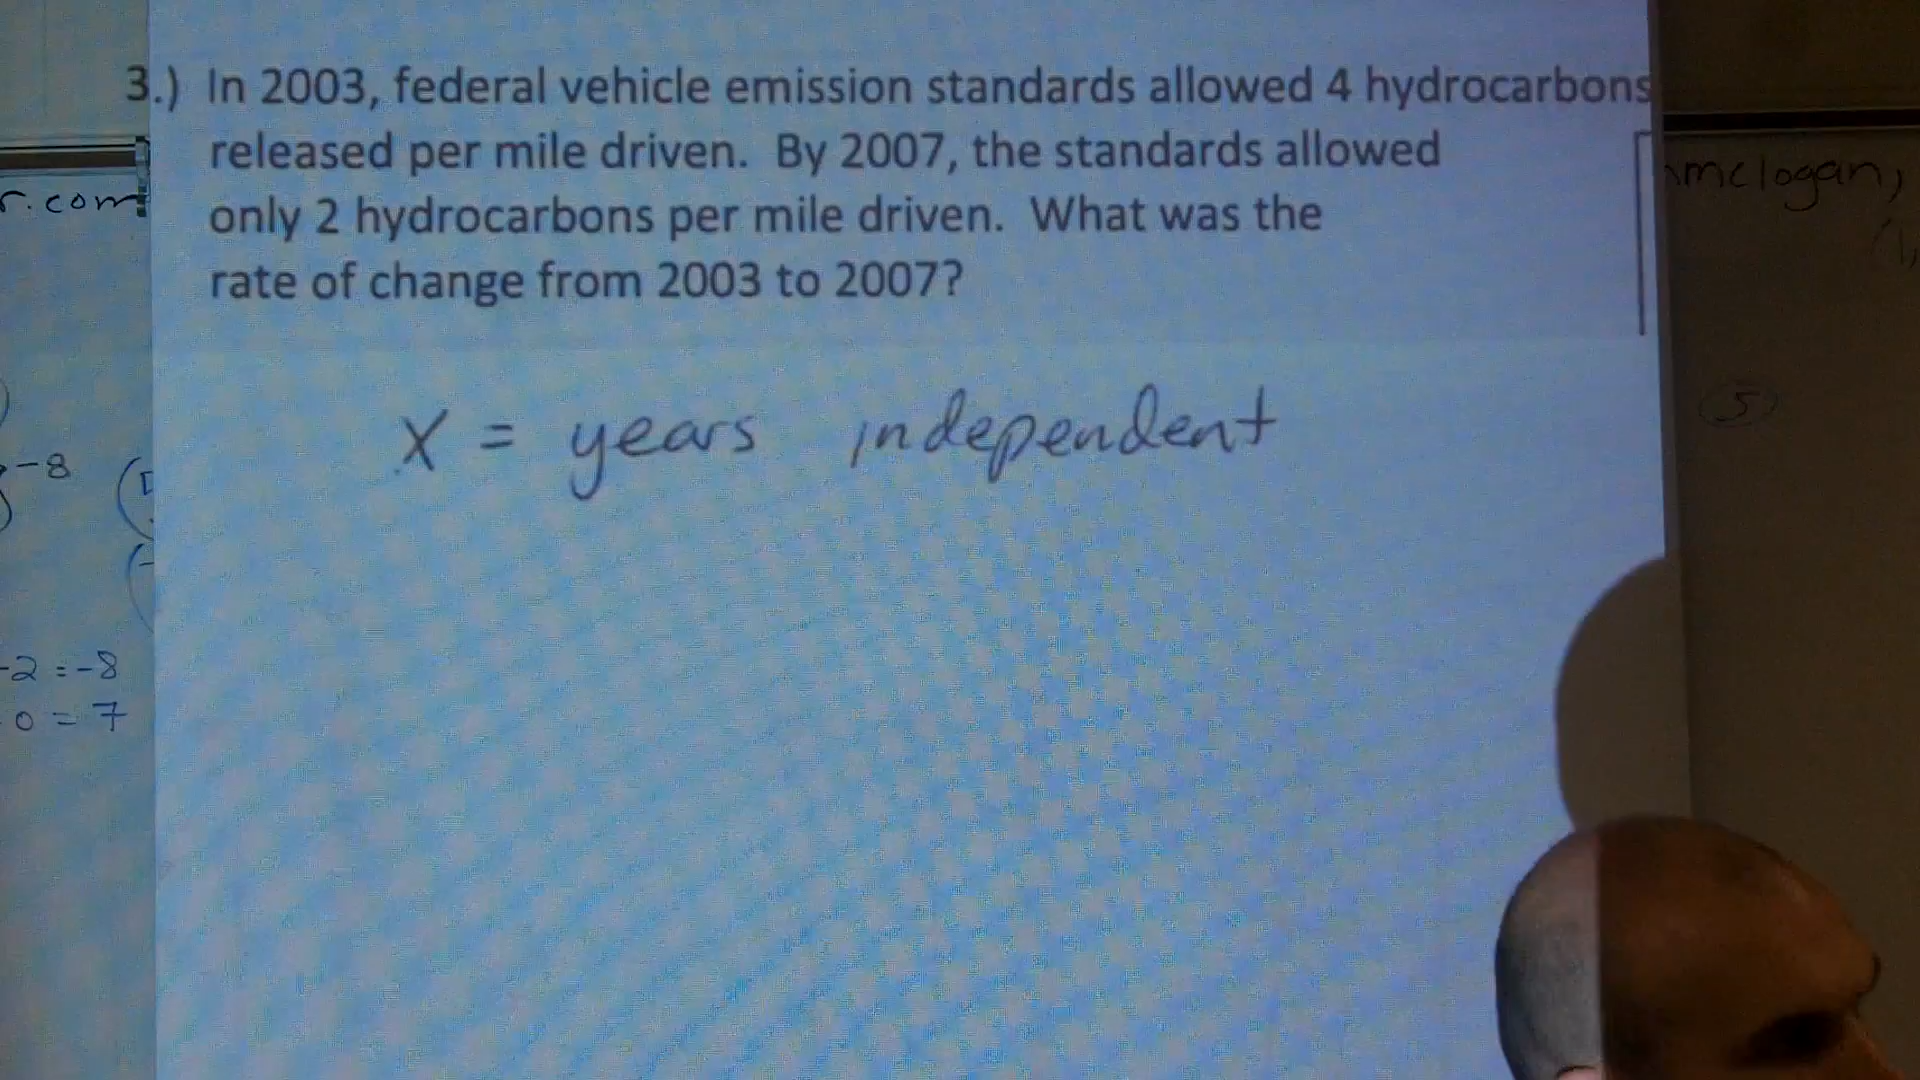 3.) In 2003, federal vehicle emission standards allowed 4 hydrocarbons
released per mile driven. By 2007, the standards allowed
only 2 hydrocarbons per mile driven. What was the
rate of change from 2003 to 2007?
r.com
mclogan,
x = years independent
5
-8
-2 = -8
0 = 7